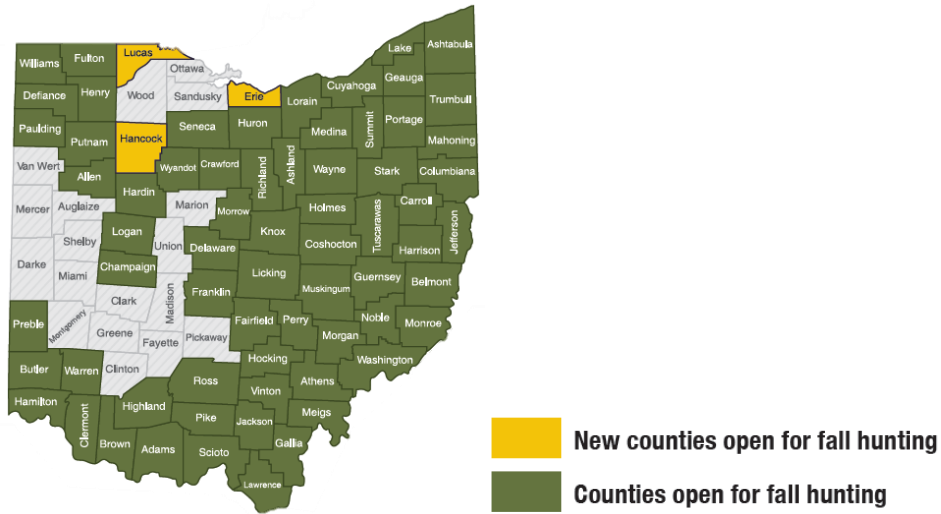 Lake
Ashtabula
Lucas
Williams
Fulton
Ottawa
Geauga
Cuyahoga
Defiance
Henry
Wood
Sandusky
Erie
Lorain
Trumbull
Paulding
Putnam
Hancock
Seneca
Huron
Medina
Summit
Portage
Mahoning
Van Wert
Allen
Wyandot
Crawford
Richland
Ashland
Wayne
Stark
Columbiana
Hardin
Mercer
Auglaize
Marion
Morrow
Holmes
Tuscarawas
Carroll
Jefferson
Logan
Knox
Shelby
Union
Delaware
Coshocton
Harrison
Darke
Miami
Champaign
Licking
Muskingum
Guernsey
Belmont
Clark
Madison
Franklin
Preble
Montgomery
Greene
Fayette
Pickaway
Fairfield
Perry
Morgan
Noble
Monroe
Butler
Warren
Clinton
Hocking
Washington
Ross
Vinton
Athens
Hamilton
Clermont
Highland
Pike
Jackson
Meigs
Brown
Adams
Scioto
Gallia
Lawrence
New counties open for fall hunting
Counties open for fall hunting